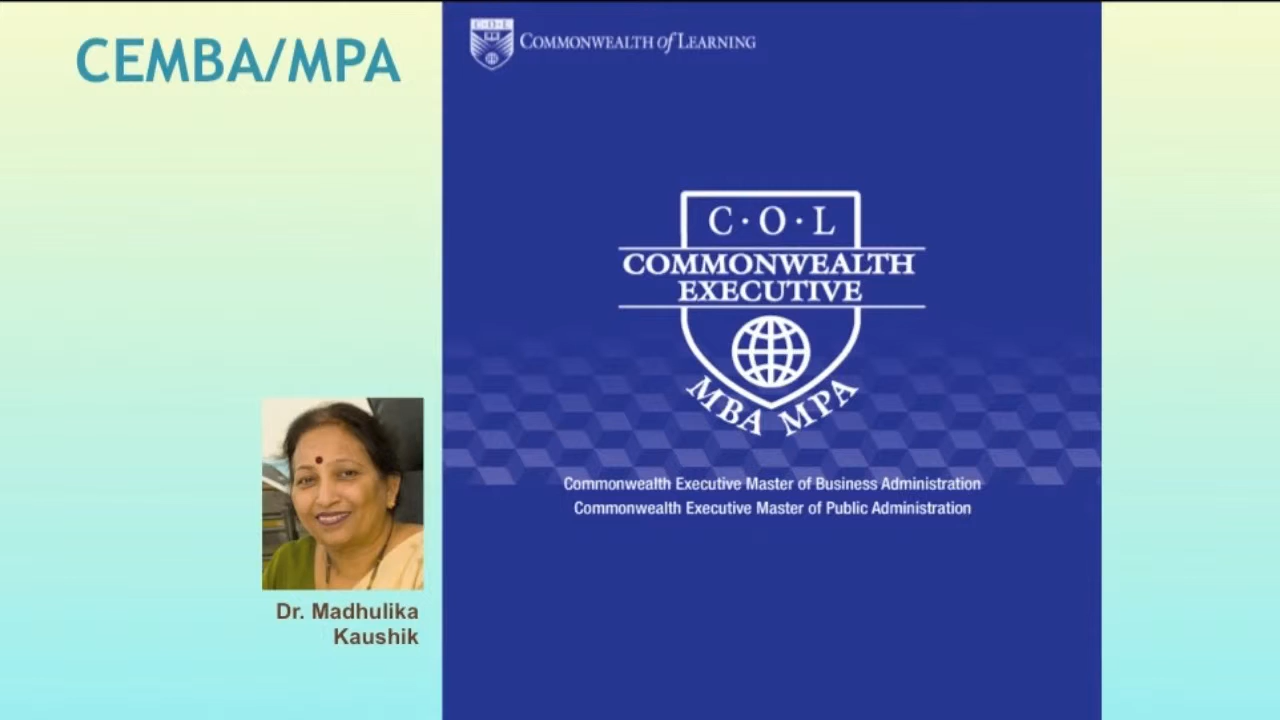 CEMBA/MPA
C·O·L
COMMONWEALTH of LEARNING
C·O·L
COMMONWEALTH
EXECUTIVE
MBA MPA
Commonwealth Executive Master of Business Administration
Commonwealth Executive Master of Public Administration
Dr. Madhulika
Kaushik